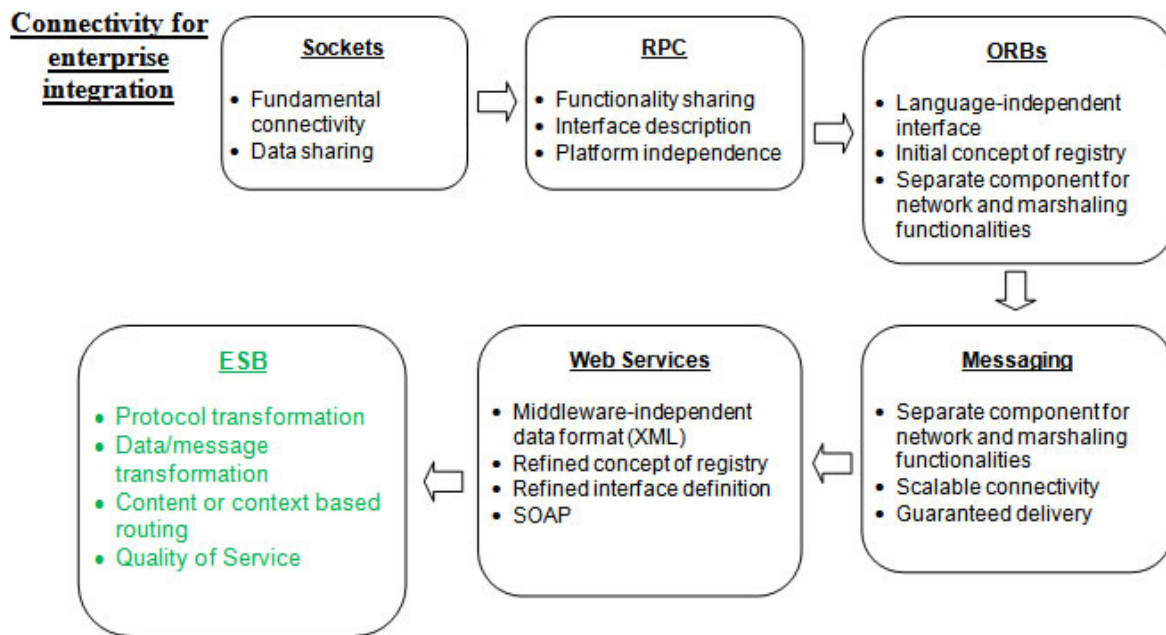 Connectivity for
enterprise
integration
Sockets
• Fundamental
connectivity
• Data sharing
RPC
• Functionality sharing
• Interface description
• Platform independence
ORBs
• Language-independent
interface
• Initial concept of registry
• Separate component for
network and marshaling
functionalities
Messaging
• Separate component for
network and marshaling
functionalities
• Scalable connectivity
• Guaranteed delivery
Web Services
• Middleware-independent
data format (XML)
• Refined concept of registry
• Refined interface definition
• SOAP
ESB
• Protocol transformation
• Data/message
transformation
• Content or context based
routing
• Quality of Service